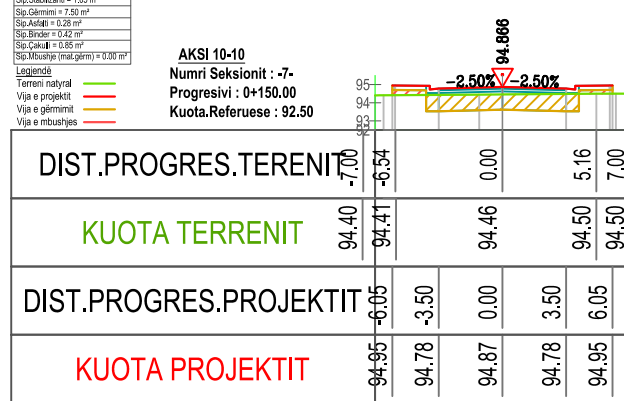 Sip.Gërmimi = 7.50 m²
Sip.Asfalti = 0.28 m²
Sip.Binder = 0.42 m²
Sip.Çakull = 0.85 m²
Sip.Mbushje (mat.gërm) = 0.00 m²
Legjendë
Terreni natyral
Vija e projektit
Vija e gërmimit
Vija e mbushjes
AKSI 10-10
Numri Seksionit : -7-
Progresivi : 0+150.00
Kuota.Referuese : 92.50
94.866
-2.50% -2.50%
95
94
93
92
DIST.PROGRES.TERENIT -7.00 -6.54 0.00 5.16 7.00
KUOTA TERRENIT 94.40 94.41 94.46 94.50 94.50
DIST.PROGRES.PROJEKTIT -6.05 -3.50 0.00 3.50 6.05
KUOTA PROJEKTIT 94.95 94.78 94.87 94.78 94.95